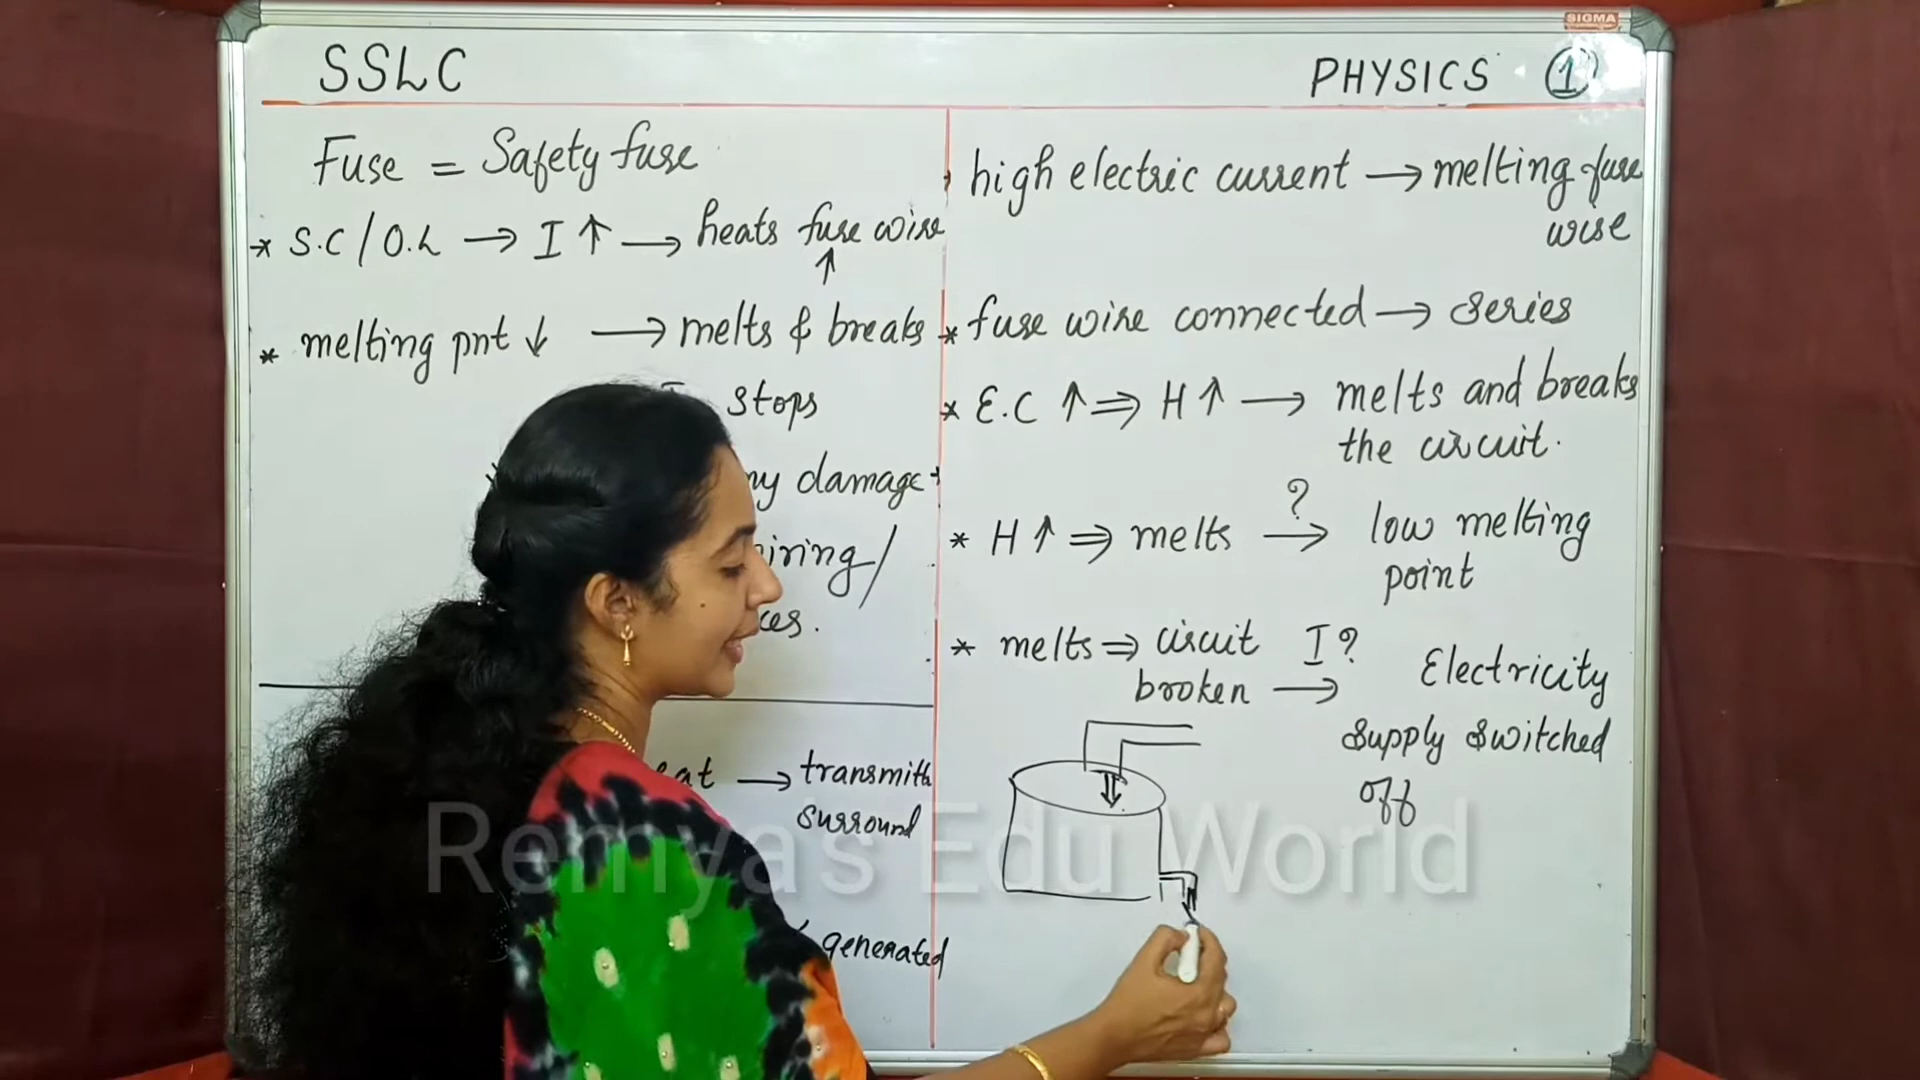 SIGMA
SSLC
PHYSICS 1
Fuse = Safety fuse
* S.C / O.L → I ↑ → heats fuse wire
↑
* melting pnt ↓ → melts & breaks
stops
damage
transmitt
surround
generated
high electric current → melting fuse
wire
* fuse wire connected → series
* E.C ↑ ⇒ H ↑ → melts and breaks
the circuit.
?
* H ↑ ⇒ melts → low melting
point
* melts ⇒ circuit I? Electricity
broken →
supply switched
off
Remya's Edu World